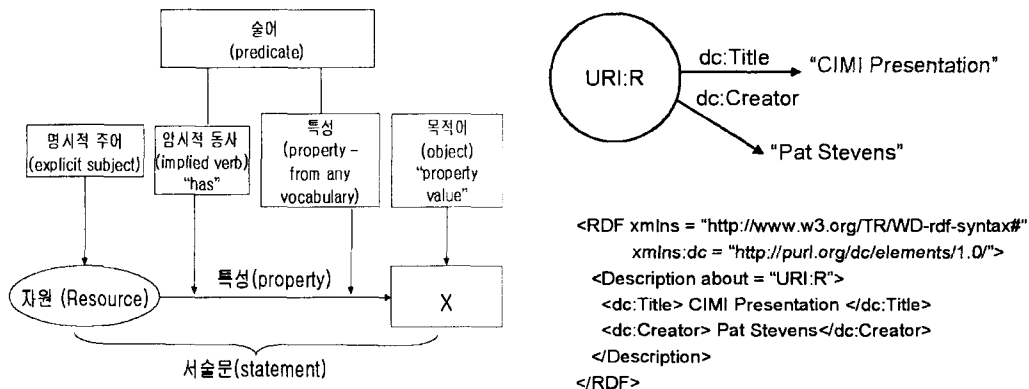 술어
(predicate)
명시적 주어
(explicit subject)
암시적 동사
(implied verb)
"has"
특성
(property –
from any
vocabulary)
목적어
(object)
"property
value"
자원 (Resource)
특성(property)
X
서술문(statement)
URI:R
dc:Title
"CIMI Presentation"
dc:Creator
"Pat Stevens"
<RDF xmlns = "http://www.w3.org/TR/WD-rdf-syntax#"
xmlns:dc = "http://purl.org/dc/elements/1.0/">
<Description about = "URI:R">
<dc:Title> CIMI Presentation </dc:Title>
<dc:Creator> Pat Stevens</dc:Creator>
</Description>
</RDF>